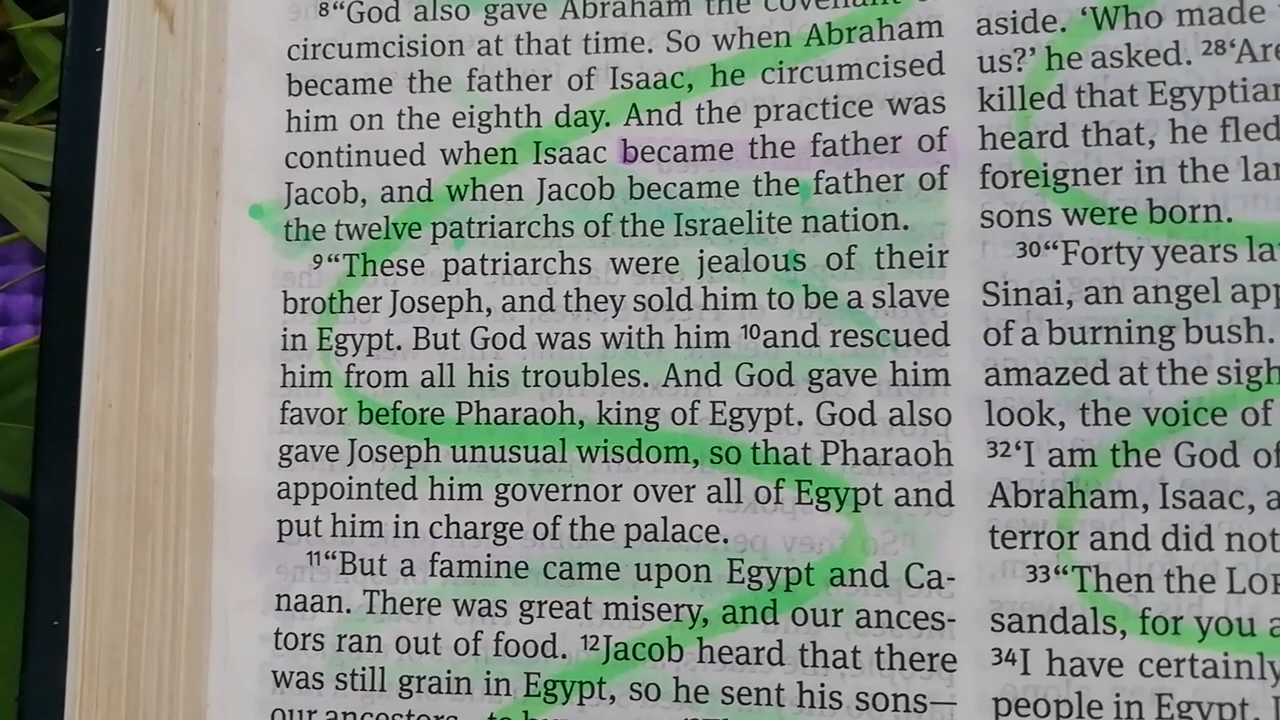 8“God also gave Abraham the covenant
circumcision at that time. So when Abraham
became the father of Isaac, he circumcised
him on the eighth day. And the practice was
continued when Isaac became the father of
Jacob, and when Jacob became the father of
the twelve patriarchs of the Israelite nation.
9“These patriarchs were jealous of their
brother Joseph, and they sold him to be a slave
in Egypt. But God was with him 10and rescued
him from all his troubles. And God gave him
favor before Pharaoh, king of Egypt. God also
gave Joseph unusual wisdom, so that Pharaoh
appointed him governor over all of Egypt and
put him in charge of the palace.
11“But a famine came upon Egypt and Ca-
naan. There was great misery, and our ances-
tors ran out of food. 12Jacob heard that there
was still grain in Egypt, so he sent his sons—
our ancestors
aside. ‘Who made
us?’ he asked. 28‘Are
killed that Egyptian
heard that, he fled
foreigner in the
sons were born.
30“Forty years
Sinai, an angel
of a burning bush.
amazed at the
look, the voice of
32‘I am the God of
Abraham, Isaac,
terror and did not
33“Then the
sandals, for you
34I have certainly
people in Egypt.